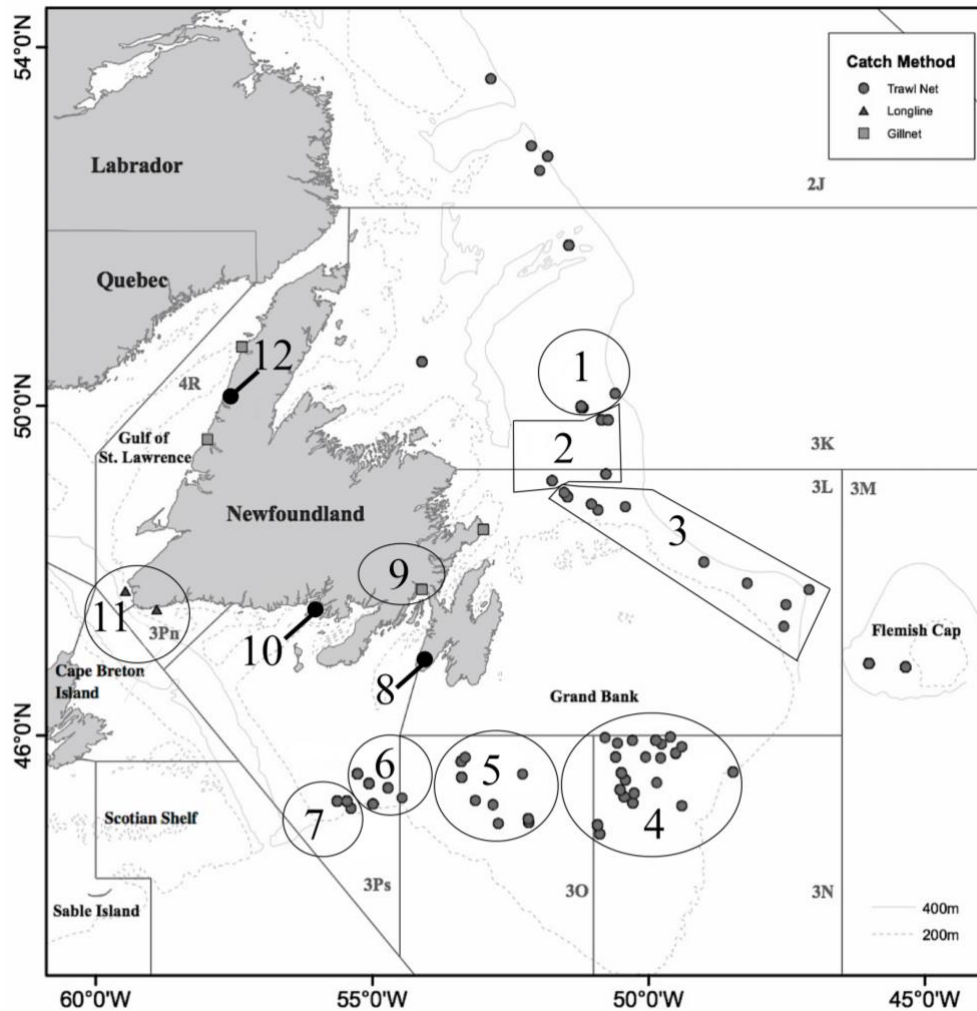 54°0'N
Catch Method
Trawl Net
Longline
Gillnet
Labrador
2J
Quebec
1
12
50°0'N
4R
Gulf of
St. Lawrence
2
3K
3L
3M
Newfoundland
3
9
11
3Pn
10
Flemish Cap
Cape Breton
Island
8
Grand Bank
46°0'N
6
5
4
7
Scotian Shelf
3Ps
3O
3N
Sable Island
400m
200m
60°0'W
55°0'W
50°0'W
45°0'W